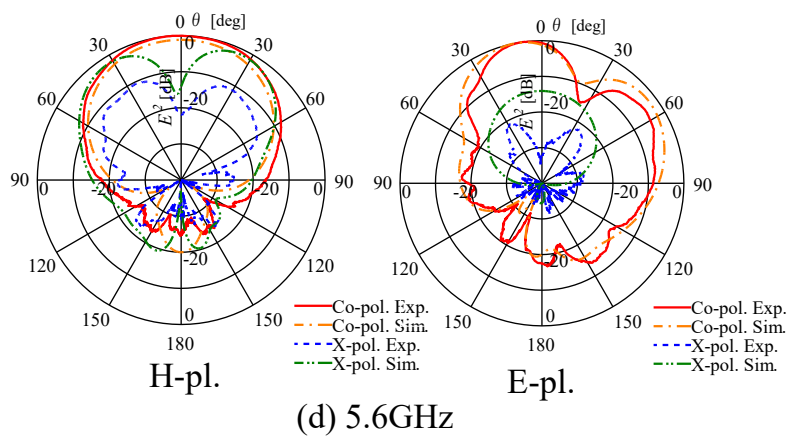 0 θ [deg]
0
30
30
60
60
90
90
0
-20
-20
0
E² [dB]
-20
-20
0
120
120
150
150
180
Co-pol. Exp.
Co-pol. Sim.
X-pol. Exp.
X-pol. Sim.
H-pl.
0 θ [deg]
0
30
30
60
60
90
90
0
-20
-20
0
E² [dB]
-20
-20
0
120
120
150
150
180
Co-pol. Exp.
Co-pol. Sim.
X-pol. Exp.
X-pol. Sim.
E-pl.
(d) 5.6GHz